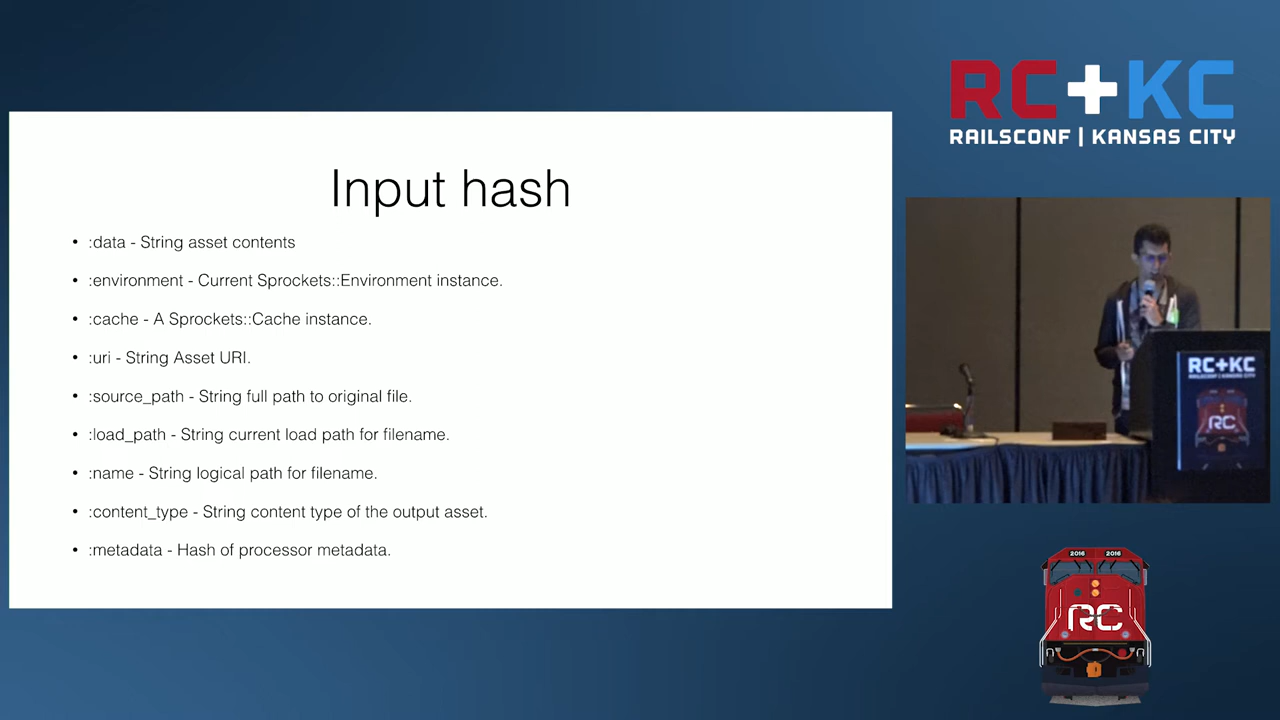 Input hash
• :data - String asset contents
• :environment - Current Sprockets::Environment instance.
• :cache - A Sprockets::Cache instance.
• :uri - String Asset URI.
• :source_path - String full path to original file.
• :load_path - String current load path for filename.
• :name - String logical path for filename.
• :content_type - String content type of the output asset.
• :metadata - Hash of processor metadata.
RC+KC
RAILSCONF | KANSAS CITY
RC+KC
RAILSCONF | KANSAS CITY
RC
2016 2016
RC